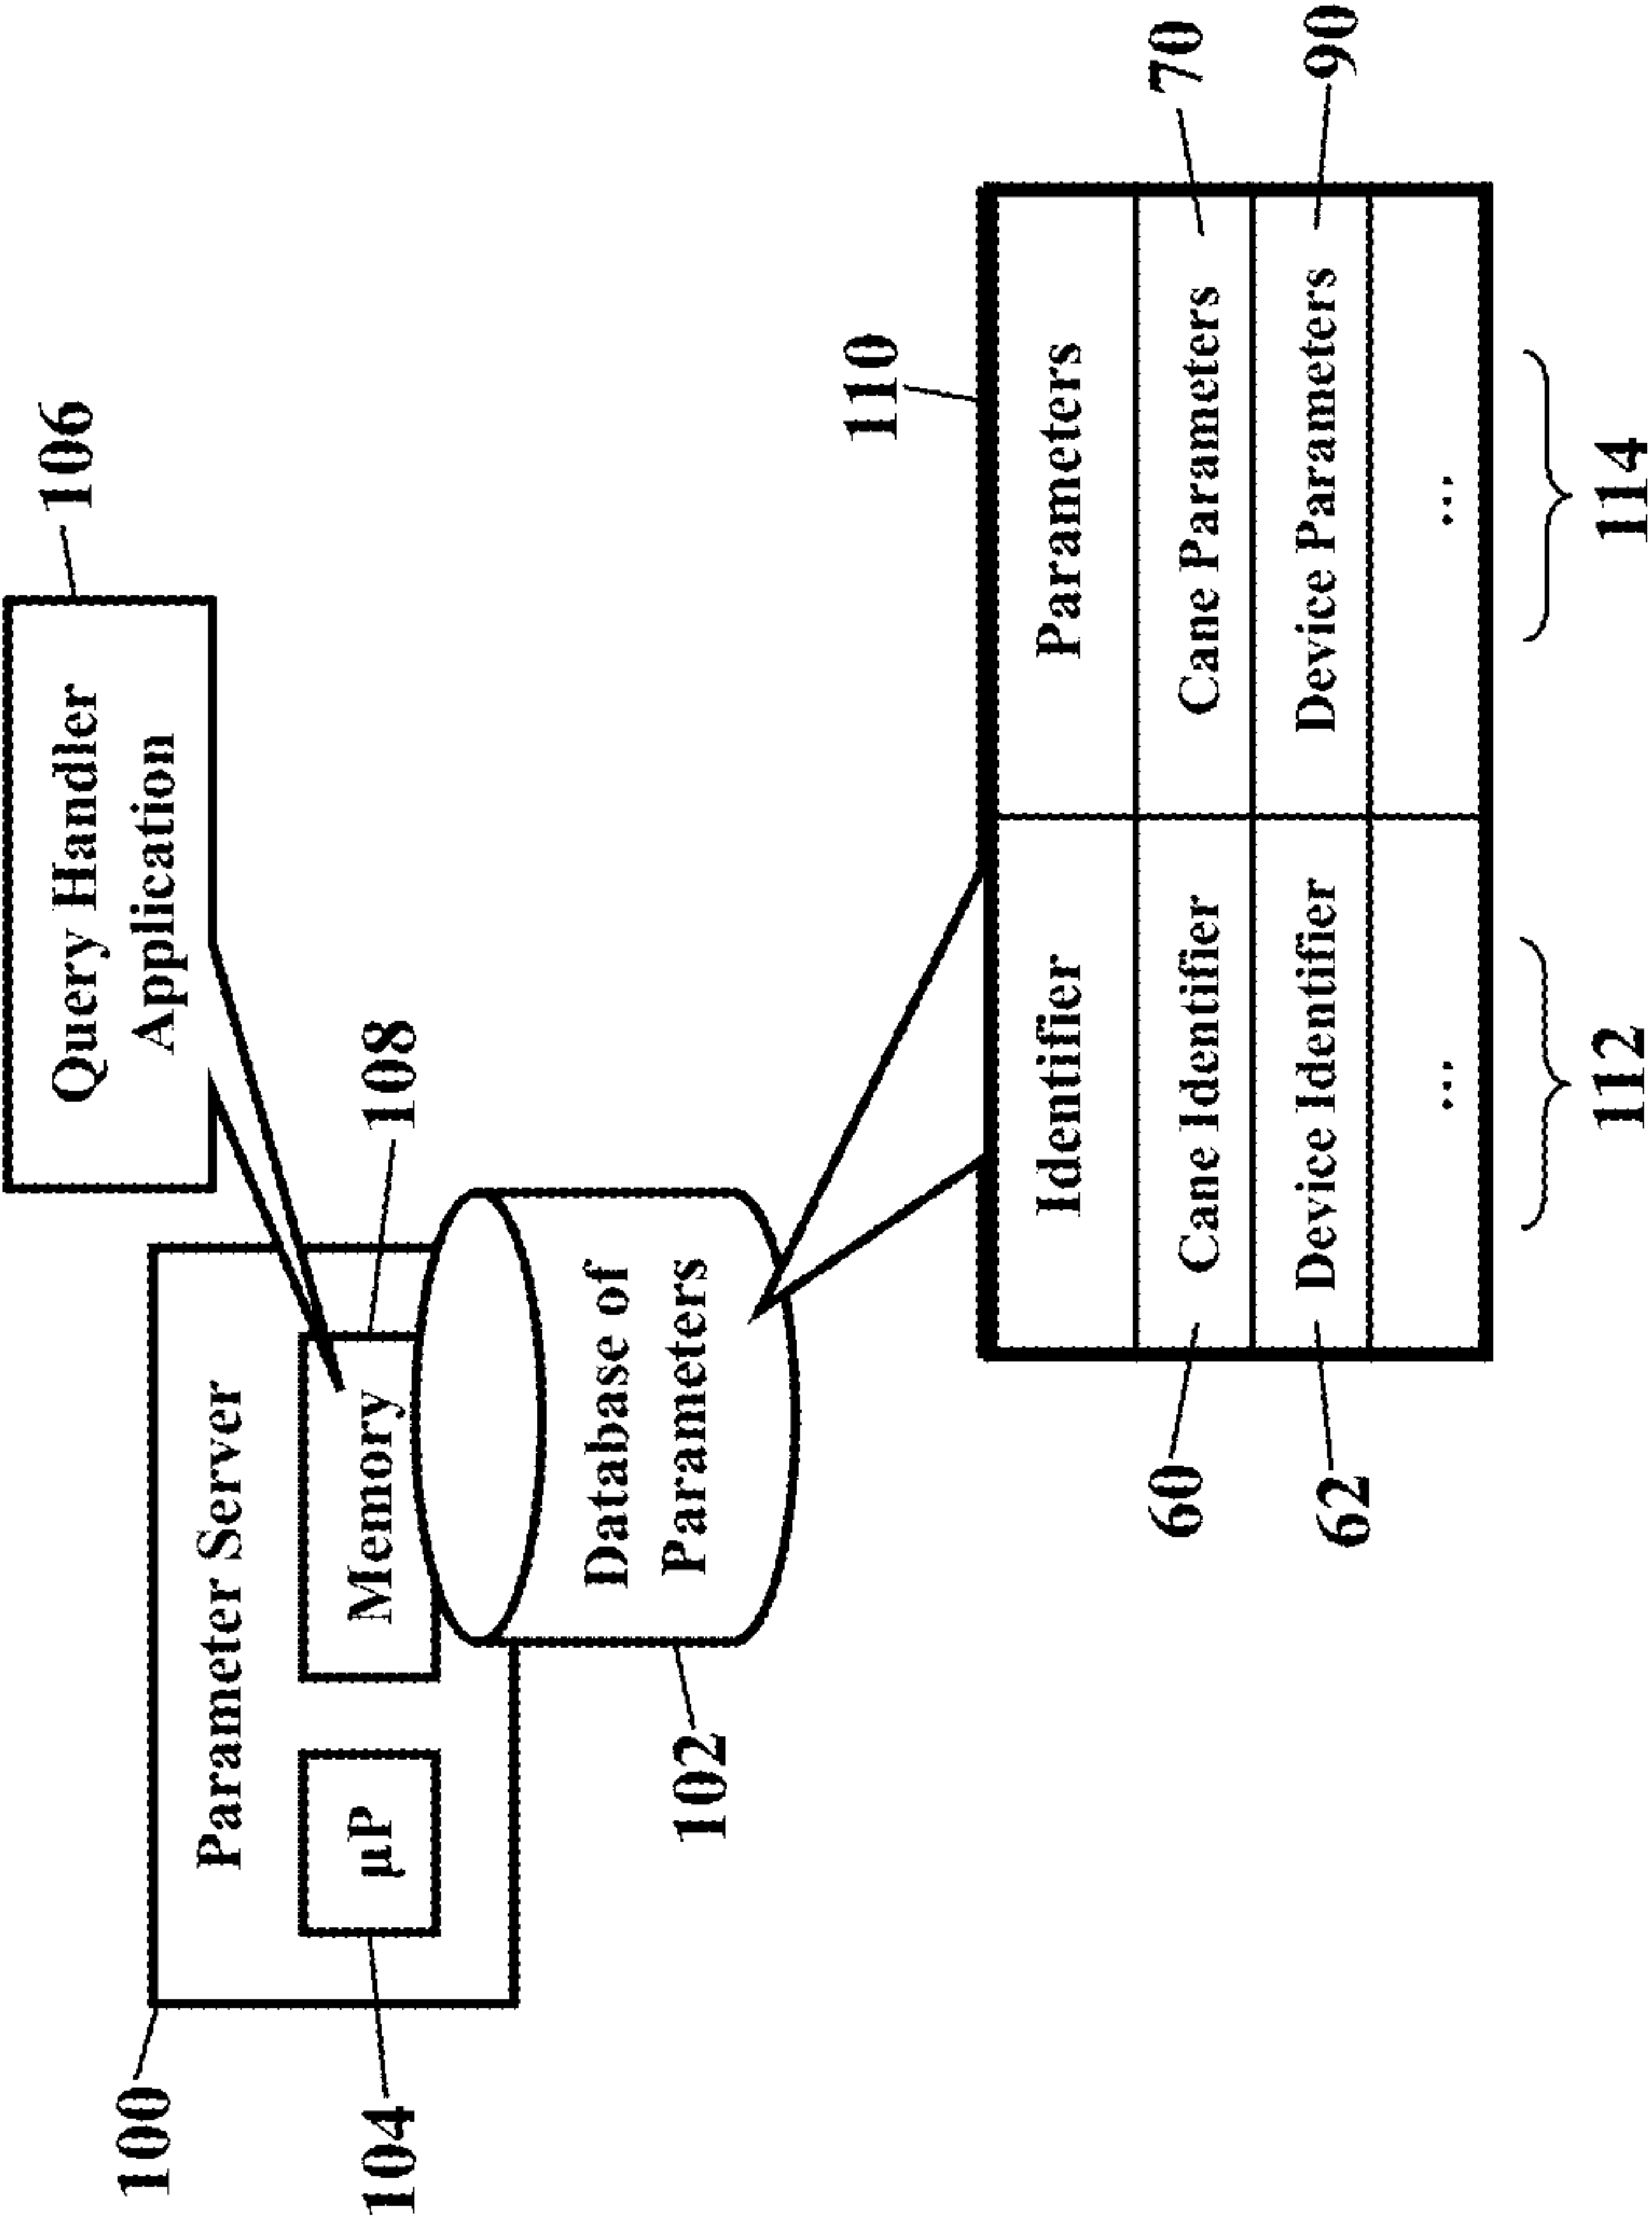 106
Query Handler
Application
100
Parameter Server
104
µP
Memory
108
102
Database of
Parameters
110
Identifier
Parameters
60
Cane Identifier
Cane Parameters
70
62
Device Identifier
Device Parameters
90
...
...
112
114